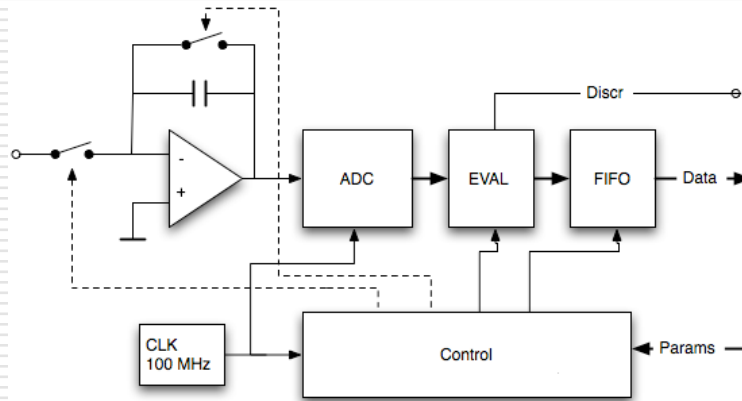 Discr
-
+
ADC
EVAL
FIFO
Data
CLK
100 MHz
Control
Params